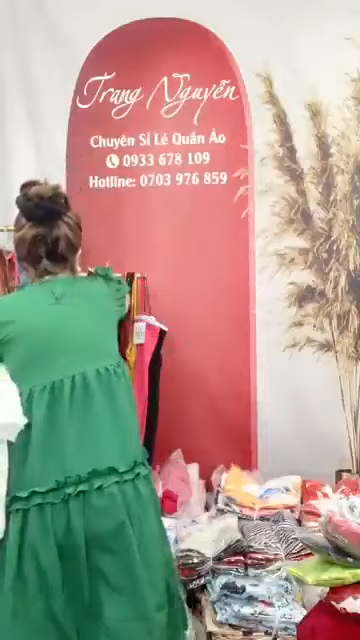 Trang Nguyễn
Chuyên Sỉ Lẻ Quần Áo
0933 678 109
Hotline: 0703 976 859